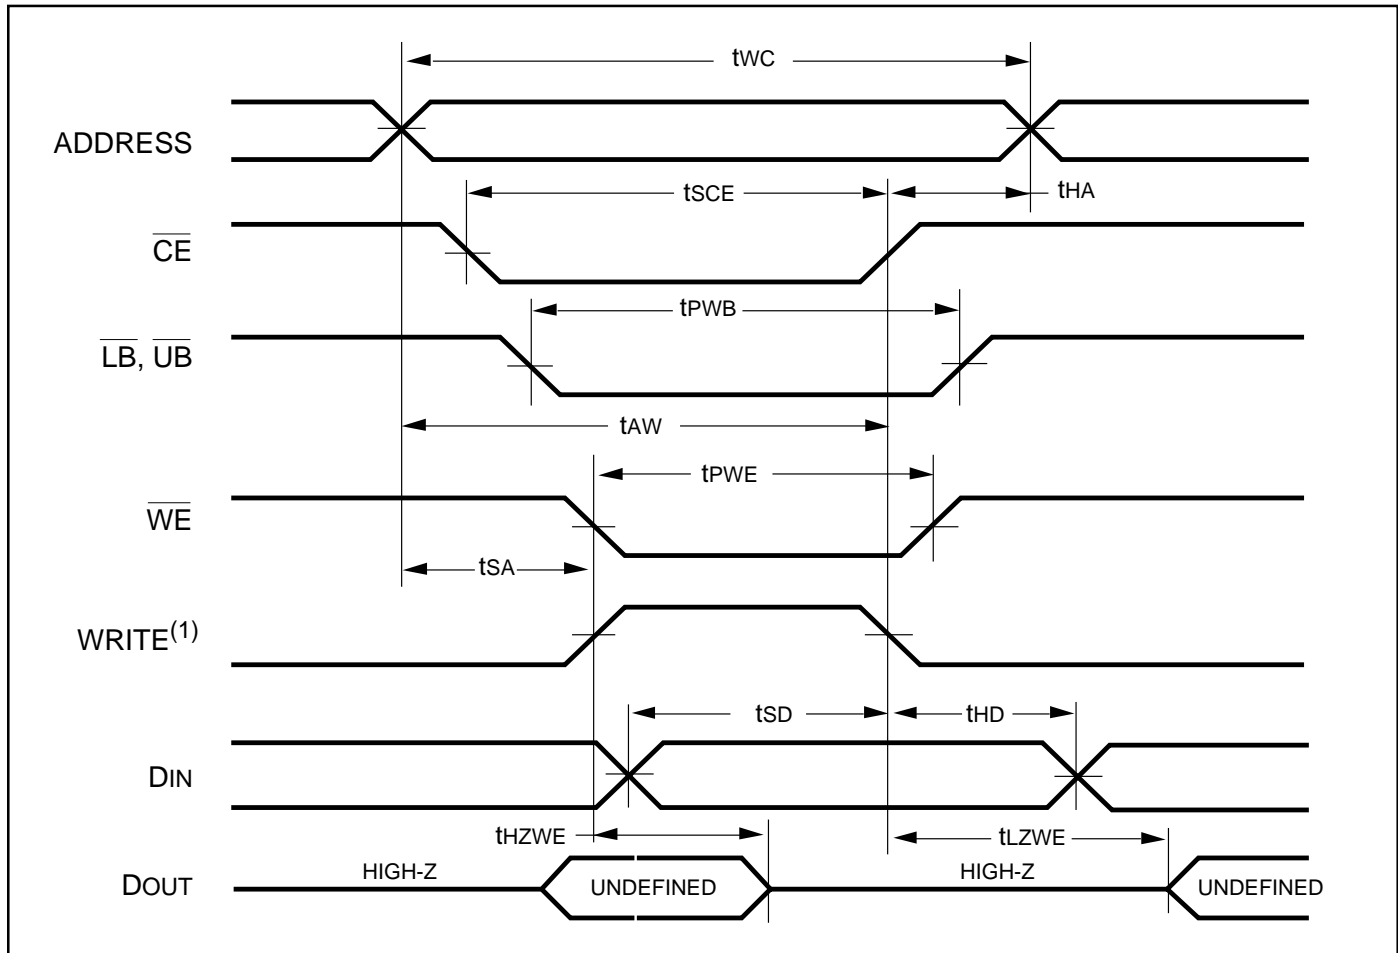 tWC
ADDRESS
tSCE
tHA
CE
tPWB
LB, UB
tAW
tPWE
WE
tSA
WRITE(1)
tSD
tHD
DIN
tHZWE
tLZWE
DOUT
HIGH-Z
UNDEFINED
HIGH-Z
UNDEFINED